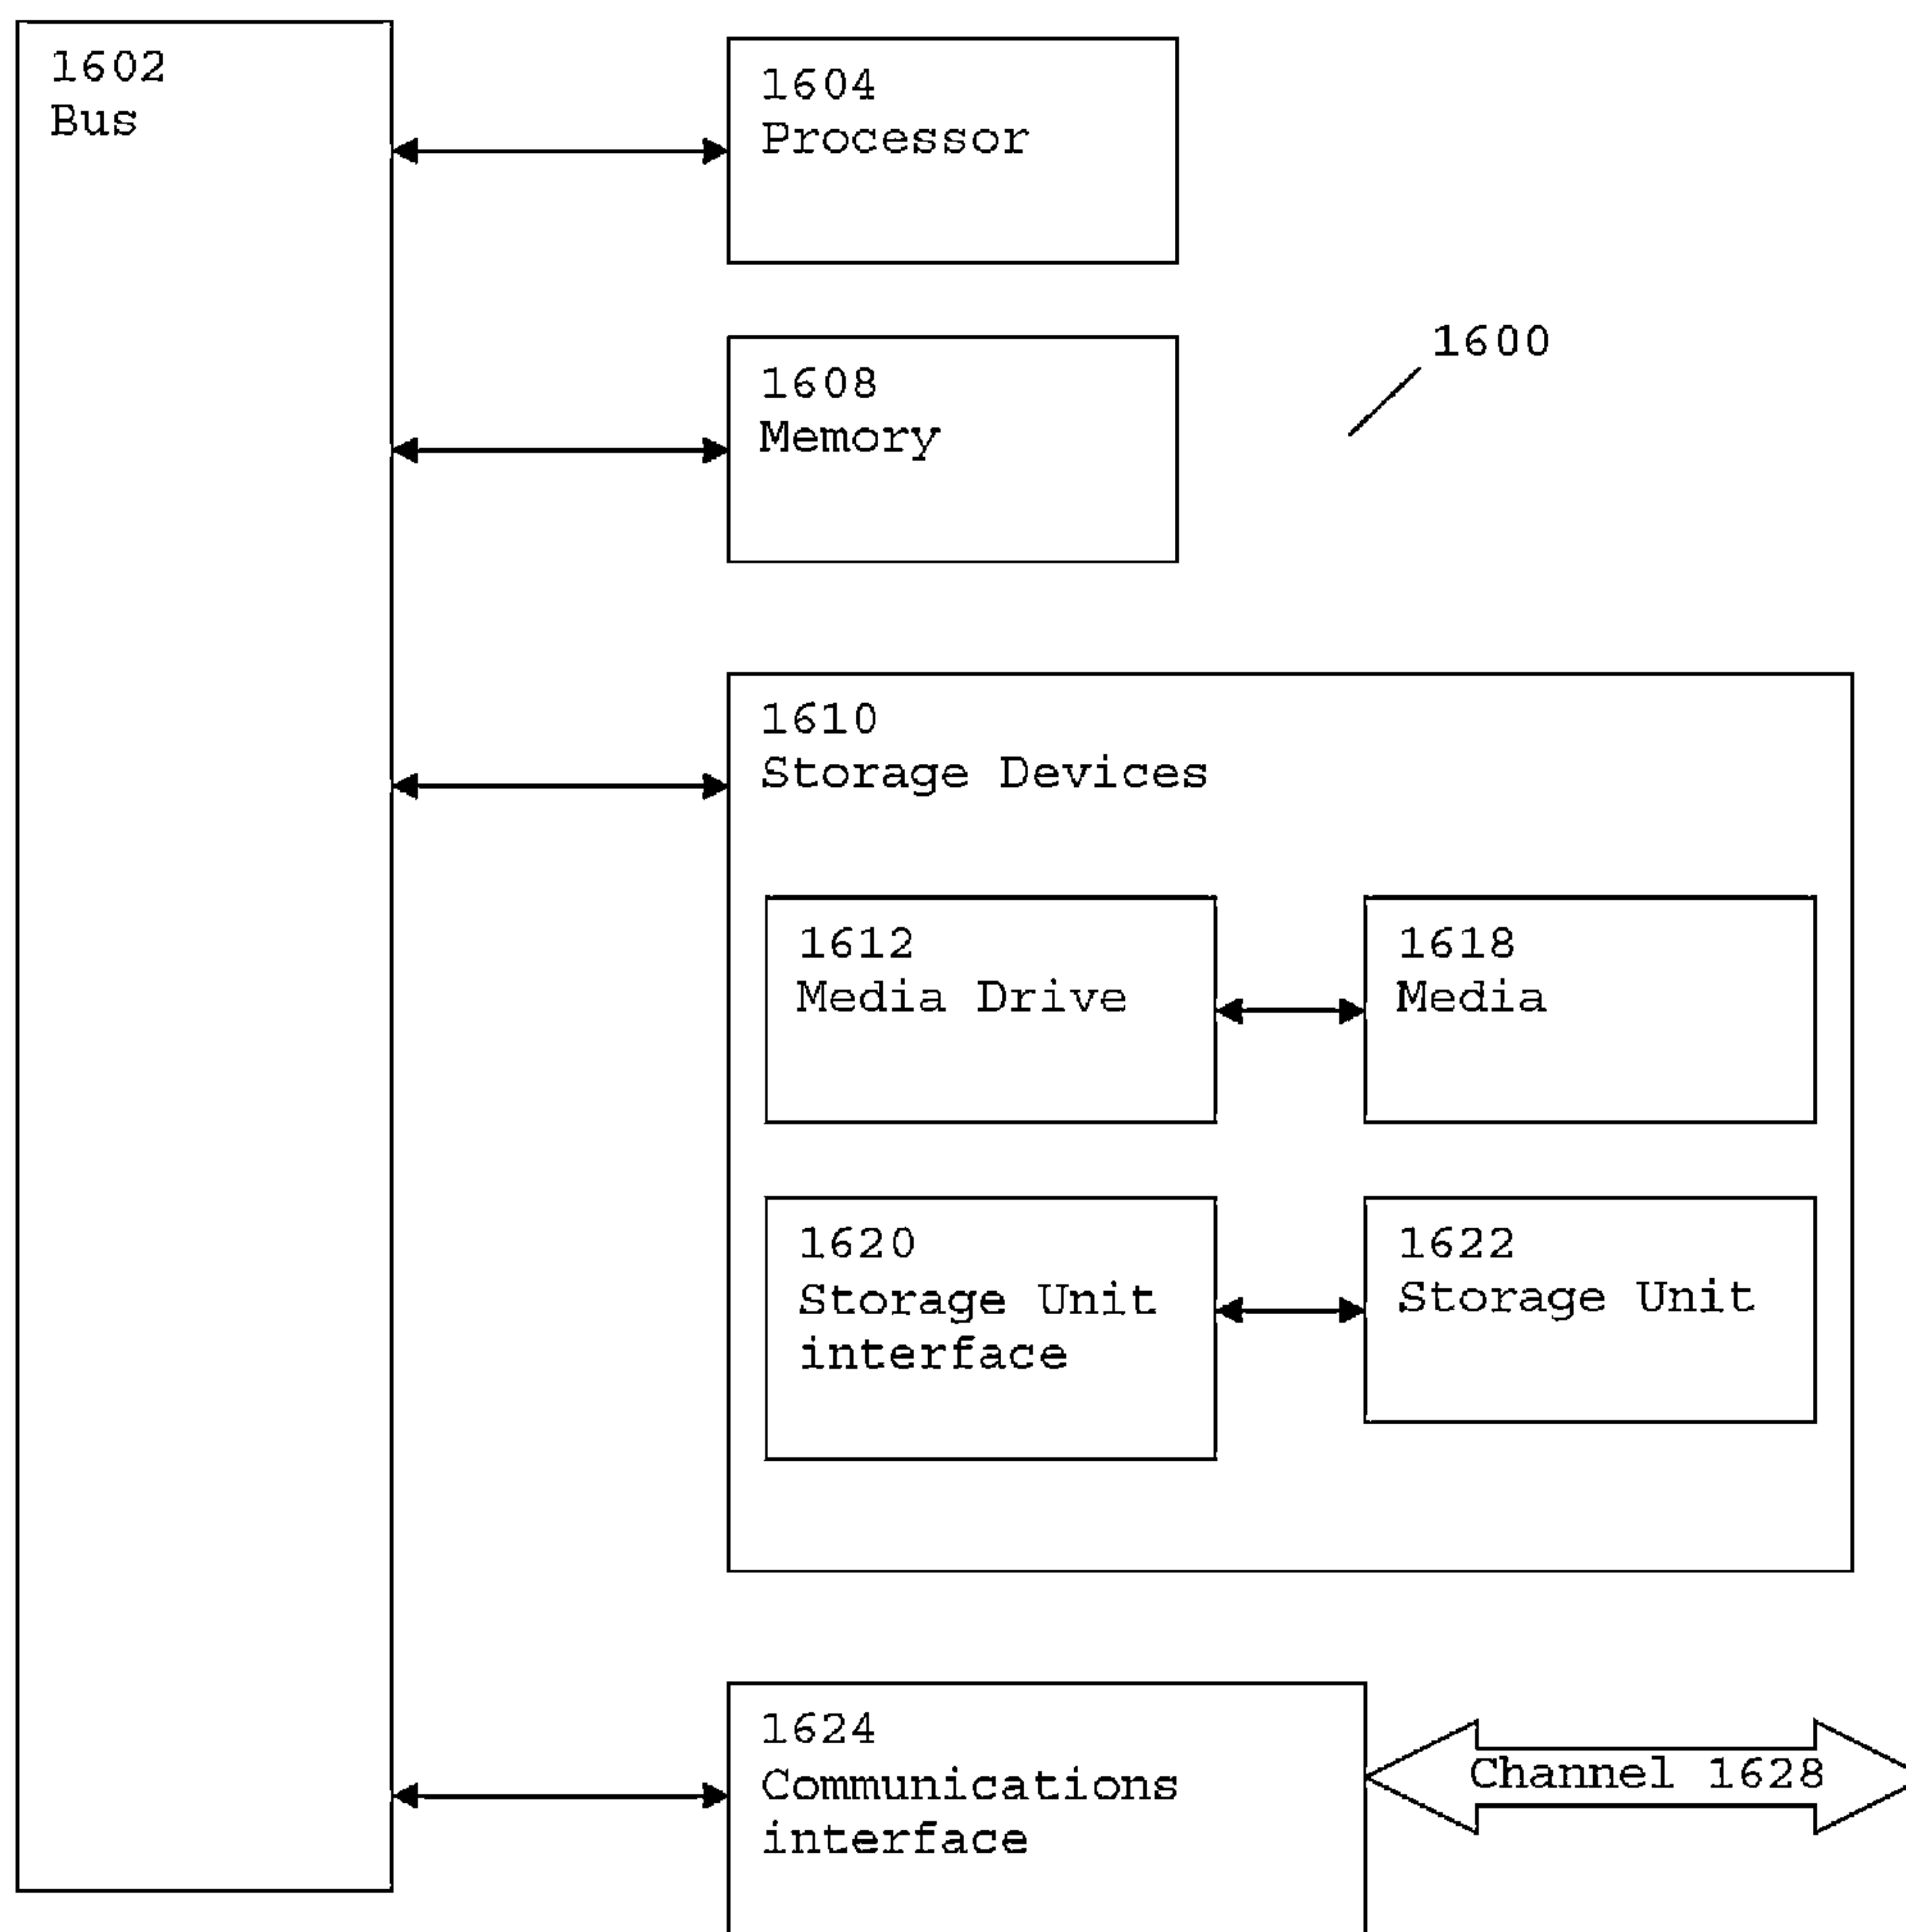 1602
Bus
1604
Processor
1600
1608
Memory
1610
Storage Devices
1612
Media Drive
1618
Media
1620
Storage Unit
interface
1622
Storage Unit
1624
Communications
interface
Channel 1628